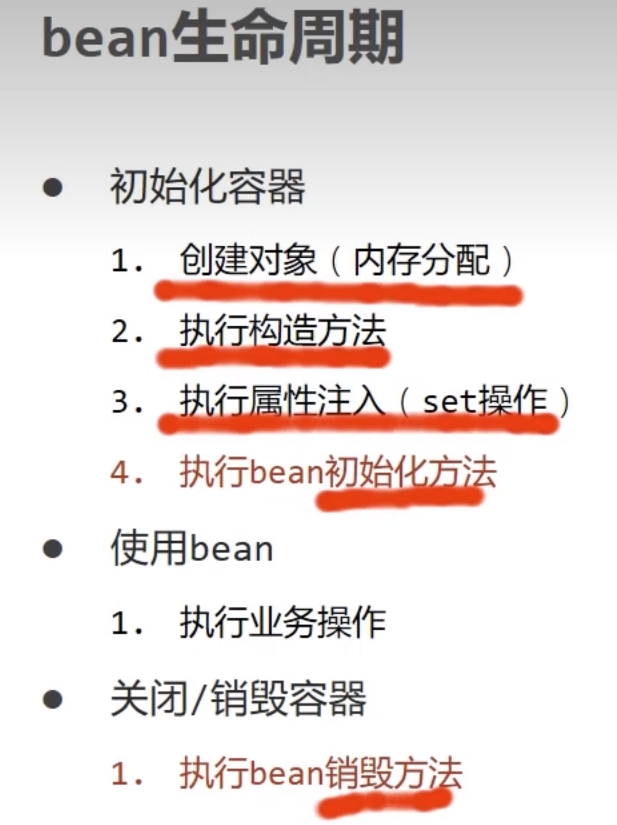 bean生命周期
● 初始化容器
1. 创建对象（内存分配）
2. 执行构造方法
3. 执行属性注入（set操作）
4. 执行bean初始化方法
● 使用bean
1. 执行业务操作
● 关闭/销毁容器
1. 执行bean销毁方法